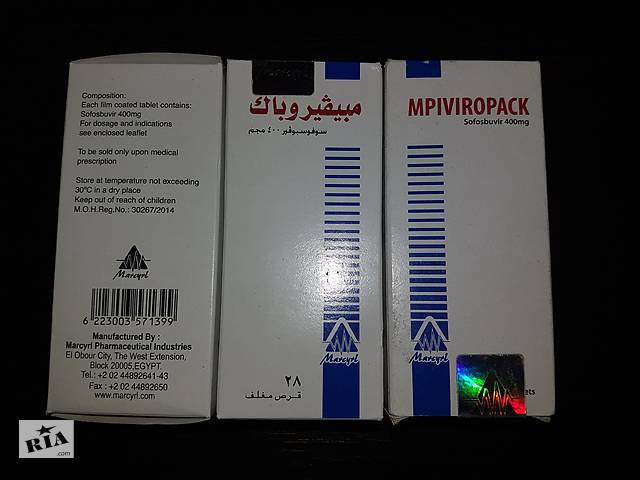 Composition:
Each film coated tablet contains:
Sofosbuvir 400mg
For dosage and indications
see enclosed leaflet
To be sold only upon medical
prescription
Store at temperature not exceeding
30°C in a dry place
Keep out of reach of children
M.O.H.Reg.No.: 30267/2014
Marcyrl
6 223003 571399
Manufactured By :
Marcyrl Pharmaceutical Industries
El Obour City, The West Extension,
Block 20005,EGYPT.
Tel.: +2 02 44892641-43
Fax : +2 02 44892650
www.marcyrl.com
Marcyrl
مبيڤيروباك
سوفوسبوڤير ٤٠٠ مجم
Marcyrl
٢٨
قرص مغلف
MPIVIROPACK
Sofosbuvir 400mg
Marcyrl
RIA
.com